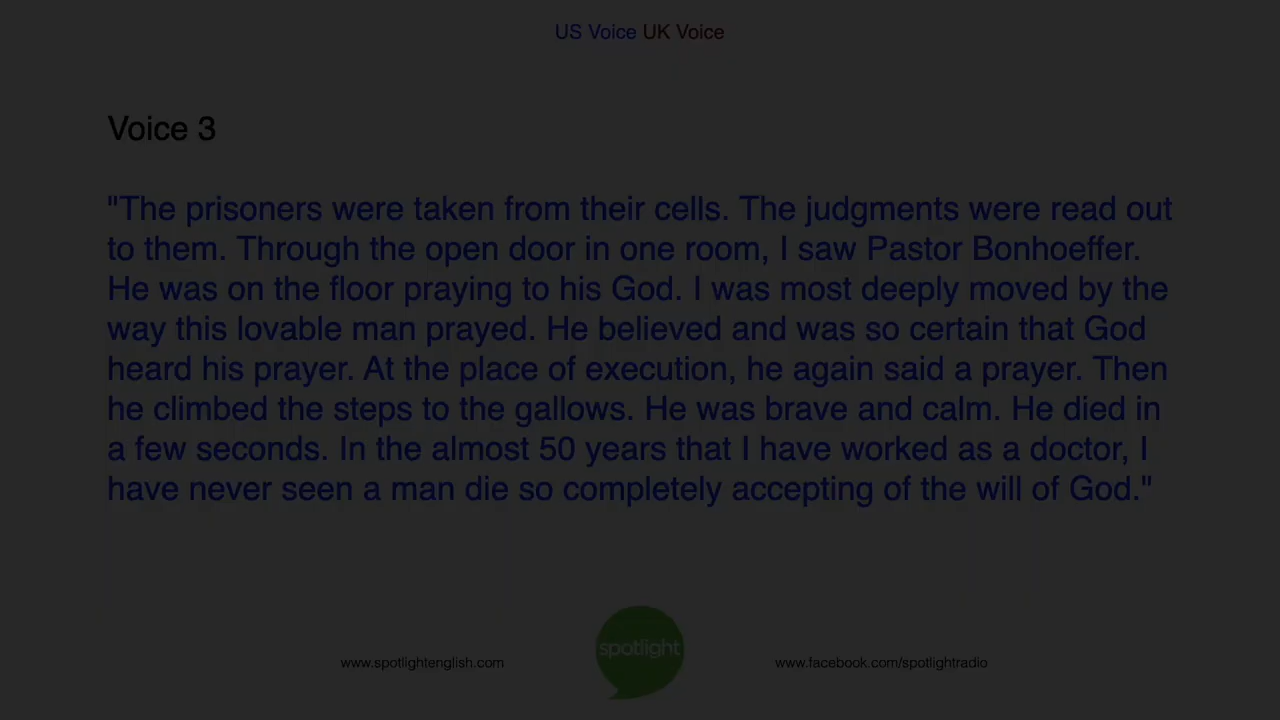 US Voice UK Voice
Voice 3
"The prisoners were taken from their cells. The judgments were read out
to them. Through the open door in one room, I saw Pastor Bonhoeffer.
He was on the floor praying to his God. I was most deeply moved by the
way this lovable man prayed. He believed and was so certain that God
heard his prayer. At the place of execution, he again said a prayer. Then
he climbed the steps to the gallows. He was brave and calm. He died in
a few seconds. In the almost 50 years that I have worked as a doctor, I
have never seen a man die so completely accepting of the will of God."
www.spotlightenglish.com
spotlight
www.facebook.com/spotlightradio